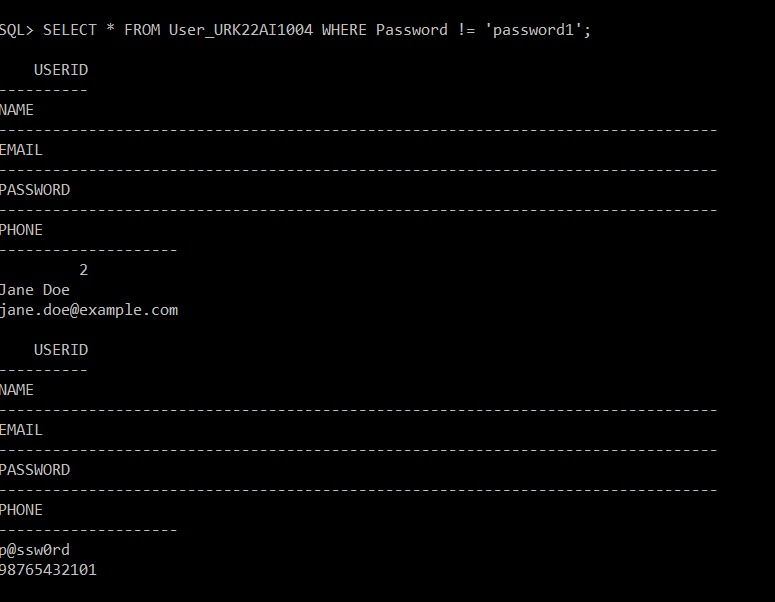 SQL> SELECT * FROM User_URK22AI1004 WHERE Password != 'password1';
USERID
----------
NAME
--------------------------------------------------------------------------------
EMAIL
--------------------------------------------------------------------------------
PASSWORD
--------------------------------------------------------------------------------
PHONE
--------------------
2
Jane Doe
jane.doe@example.com
USERID
----------
NAME
--------------------------------------------------------------------------------
EMAIL
--------------------------------------------------------------------------------
PASSWORD
--------------------------------------------------------------------------------
PHONE
--------------------
p@ssw0rd
98765432101